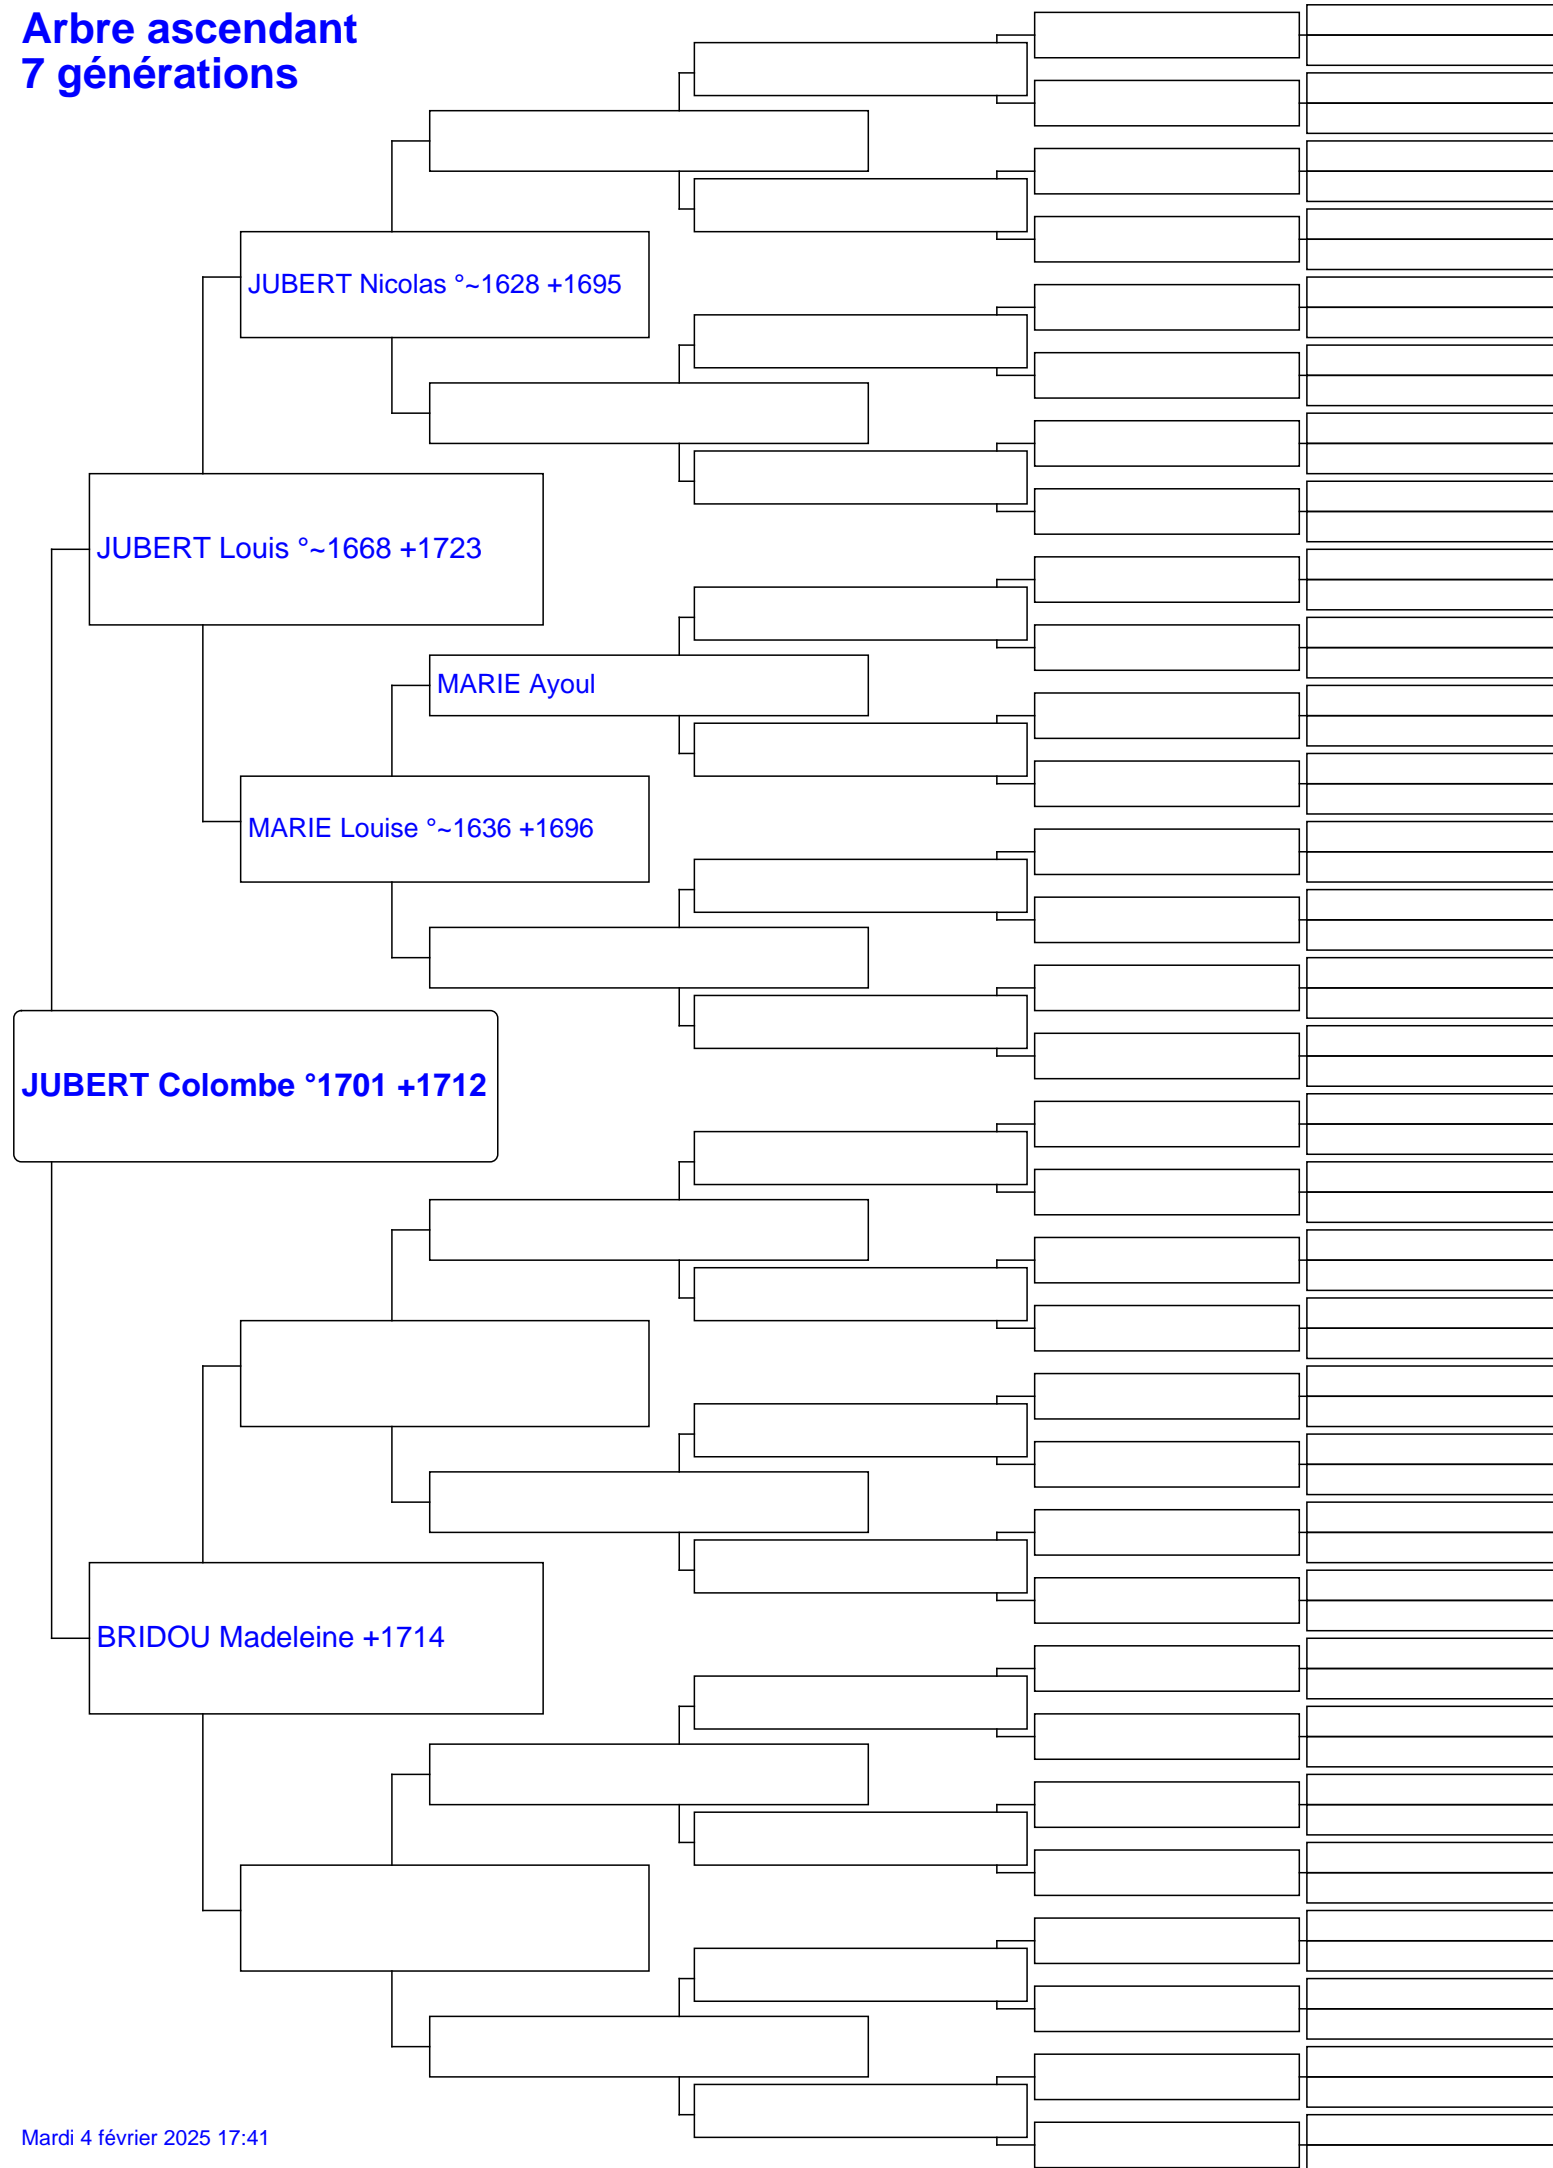 Arbre ascendant
7 générations
JUBERT Nicolas °~1628 +1695
JUBERT Louis °~1668 +1723
MARIE Ayoul
MARIE Louise °~1636 +1696
JUBERT Colombe °1701 +1712
BRIDOU Madeleine +1714
Mardi 4 février 2025 17:41